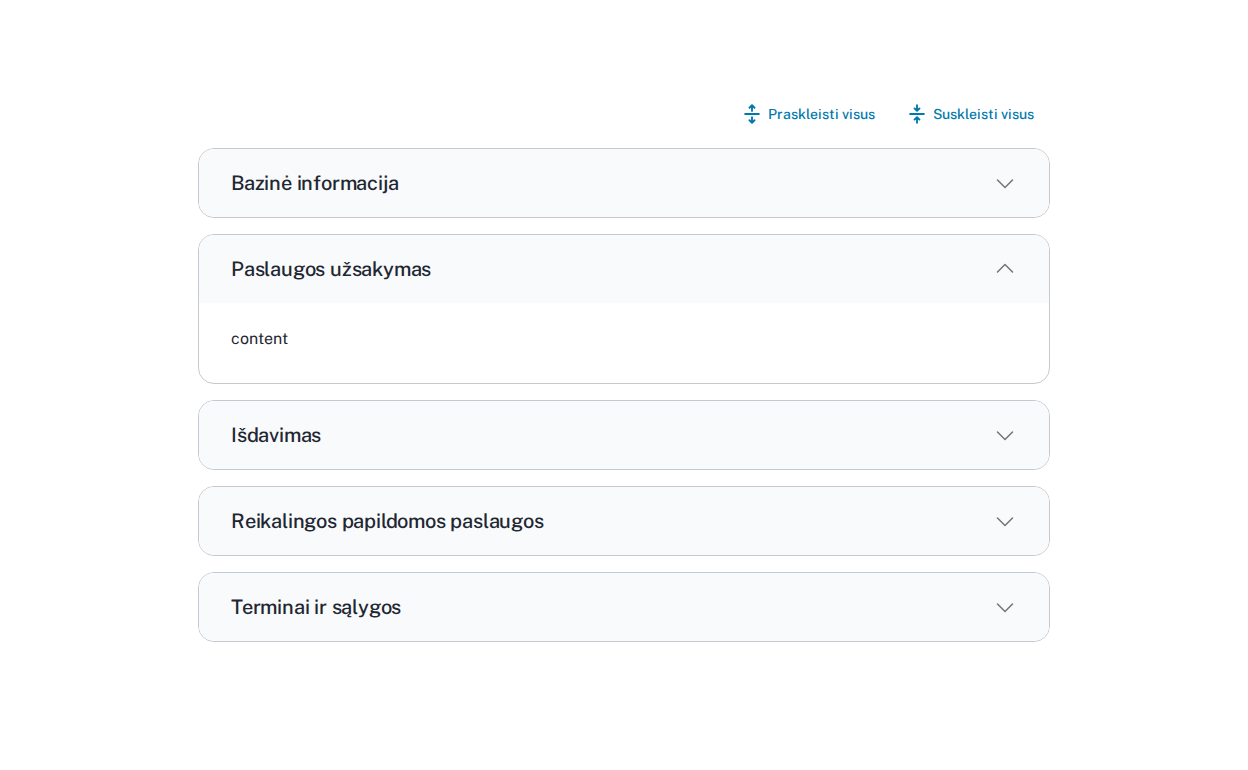 Praskleisti visus Suskleisti visus
Bazinė informacija
Paslaugos užsakymas
content
Išdavimas
Reikalingos papildomos paslaugos
Terminai ir sąlygos